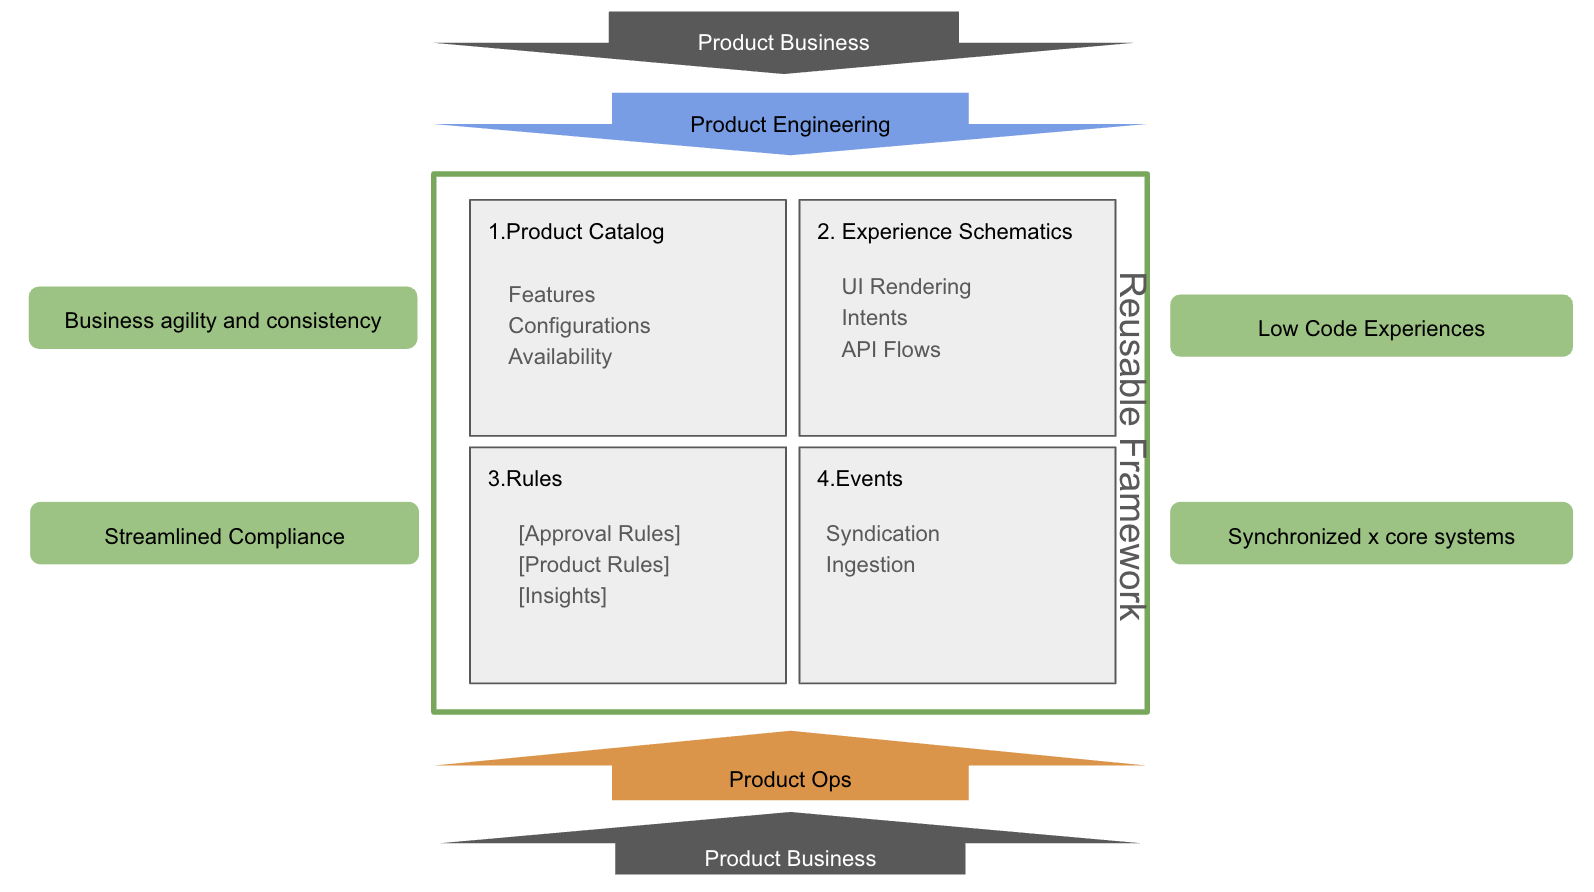 Product Business
Product Engineering
1.Product Catalog
Features
Configurations
Availability
2. Experience Schematics
UI Rendering
Intents
API Flows
Reusable Framework
Business agility and consistency
Low Code Experiences
3.Rules
[Approval Rules]
[Product Rules]
[Insights]
4.Events
Syndication
Ingestion
Streamlined Compliance
Synchronized x core systems
Product Ops
Product Business